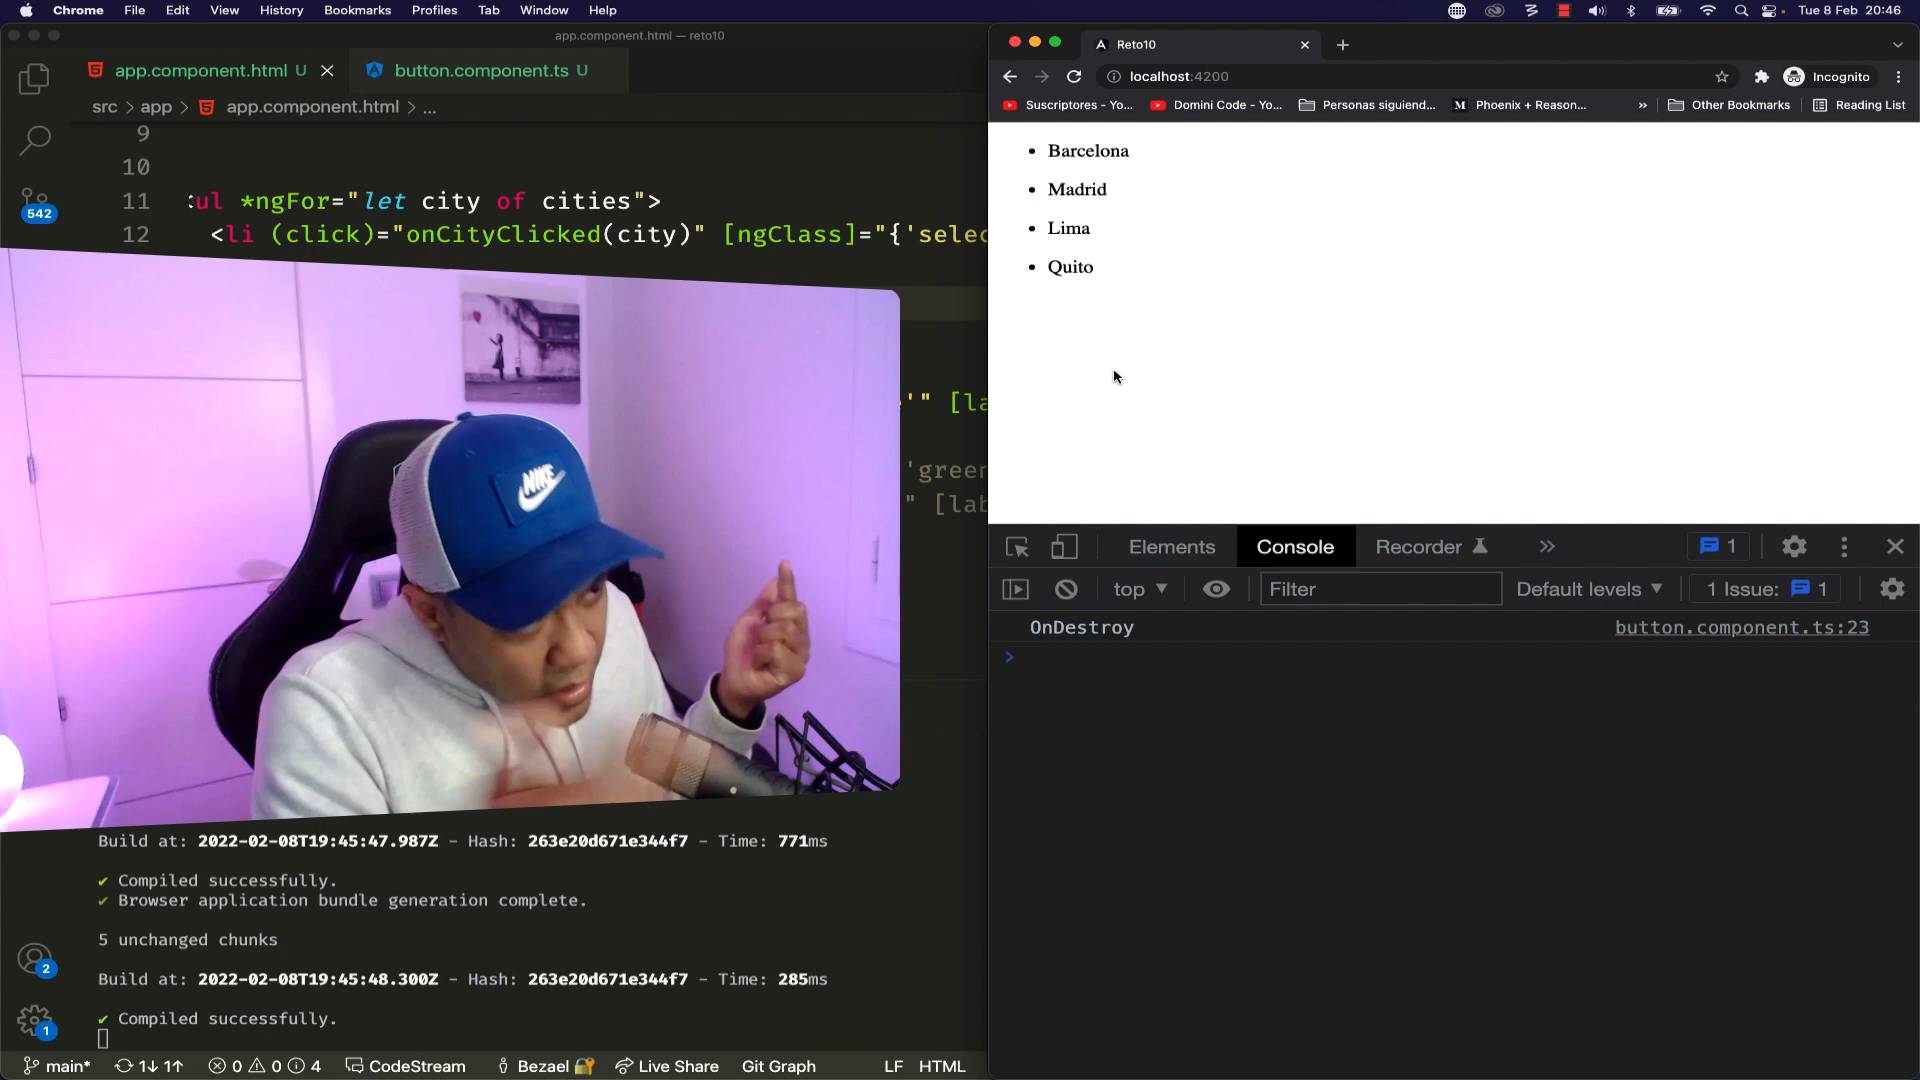 Chrome File Edit View History Bookmarks Profiles Tab Window Help
Tue 8 Feb 20:46
app.component.html — reto10
app.component.html U
button.component.ts U
src > app > app.component.html > ...
9
10
11 ul *ngFor="let city of cities">
12 <li (click)="onCityClicked(city)" [ngClass]="{'selec
'" [la
'green
" [lab
542
NIKE
Build at: 2022-02-08T19:45:47.987Z - Hash: 263e20d671e344f7 - Time: 771ms
✔ Compiled successfully.
✔ Browser application bundle generation complete.
5 unchanged chunks
Build at: 2022-02-08T19:45:48.300Z - Hash: 263e20d671e344f7 - Time: 285ms
✔ Compiled successfully.
2
1
main* 1↓ 1↑ 0 0 4 CodeStream Bezael Live Share Git Graph LF HTML
Reto10
localhost:4200
Incognito
Suscriptores - Yo... Domini Code - Yo... Personas siguiend... Phoenix + Reason... » Other Bookmarks Reading List
• Barcelona
• Madrid
• Lima
• Quito
Elements Console Recorder » 1
top Filter Default levels 1 Issue: 1
OnDestroy button.component.ts:23
>